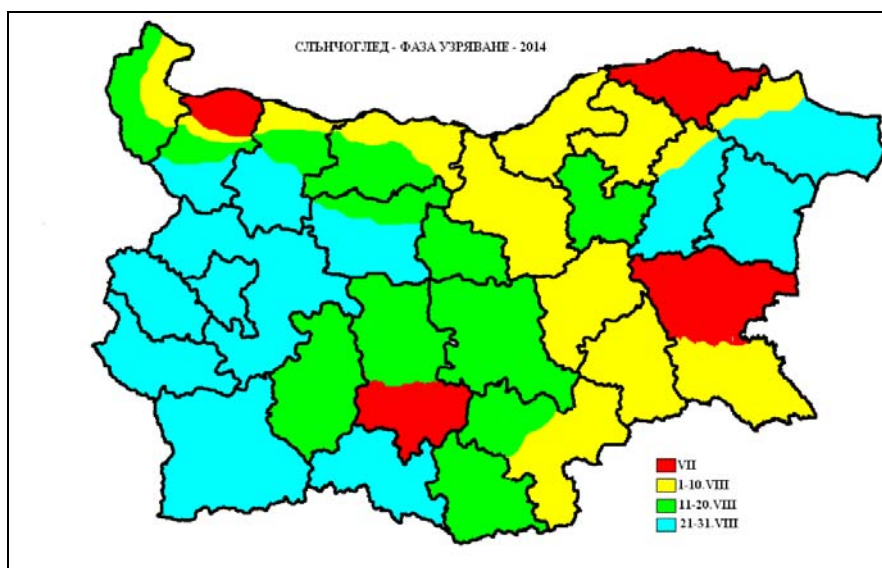 СЛЪНЧОГЛЕД - ФАЗА УЗРЯВАНЕ - 2014
VII
1-10.VIII
11-20.VIII
21-31.VIII